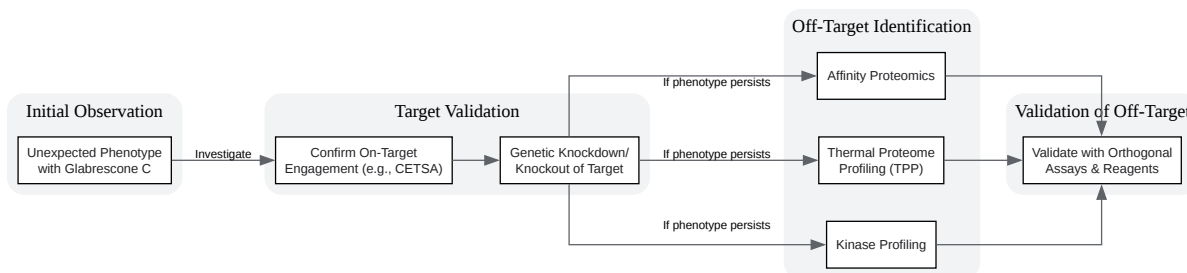 Initial Observation
Unexpected Phenotype
with Glabrescone C
Investigate
Target Validation
Confirm On-Target
Engagement (e.g., CETSA)
Genetic Knockdown/
Knockout of Target
If phenotype persists
If phenotype persists
If phenotype persists
Off-Target Identification
Affinity Proteomics
Thermal Proteome
Profiling (TPP)
Kinase Profiling
Validation of Off-Target
Validate with Orthogonal
Assays & Reagents